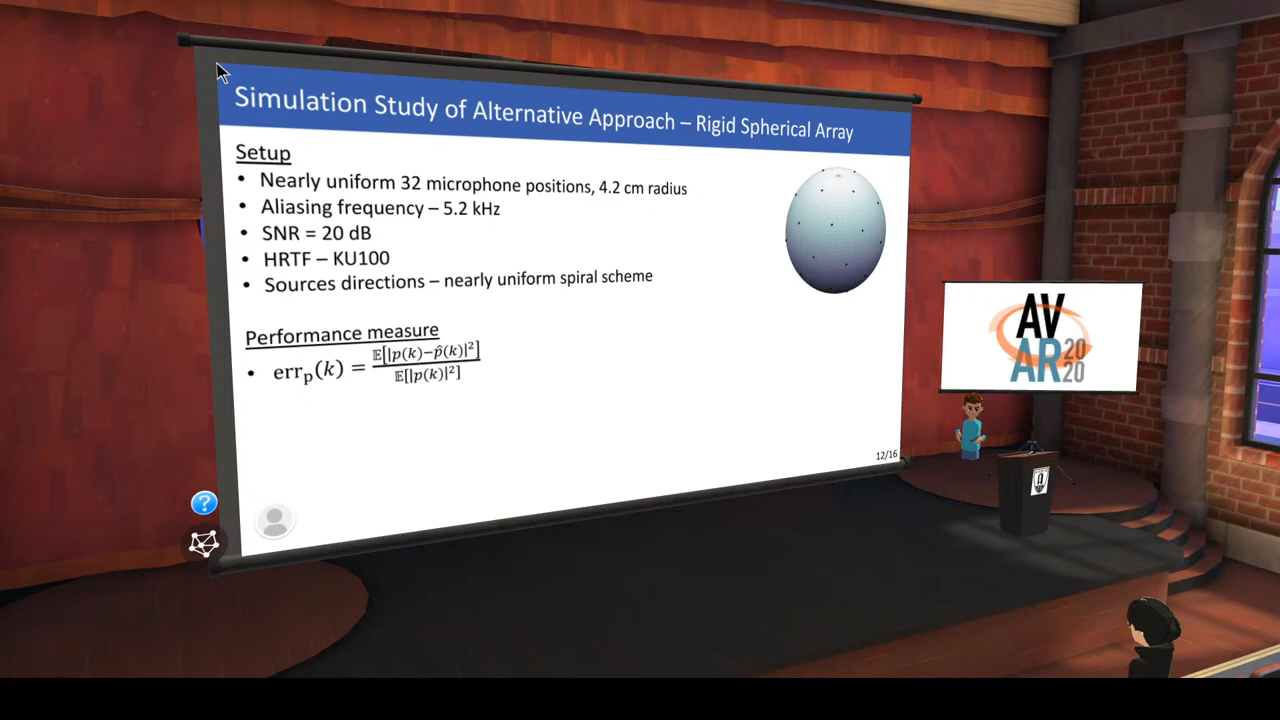 Simulation Study of Alternative Approach – Rigid Spherical Array
Setup
• Nearly uniform 32 microphone positions, 4.2 cm radius
• Aliasing frequency – 5.2 kHz
• SNR = 20 dB
• HRTF – KU100
• Sources directions – nearly uniform spiral scheme
Performance measure
• err_p(k) = 𝔼[|p(k)−p̂(k)|²] / 𝔼[|p(k)|²]
12/16
AV
AR 20
20
?